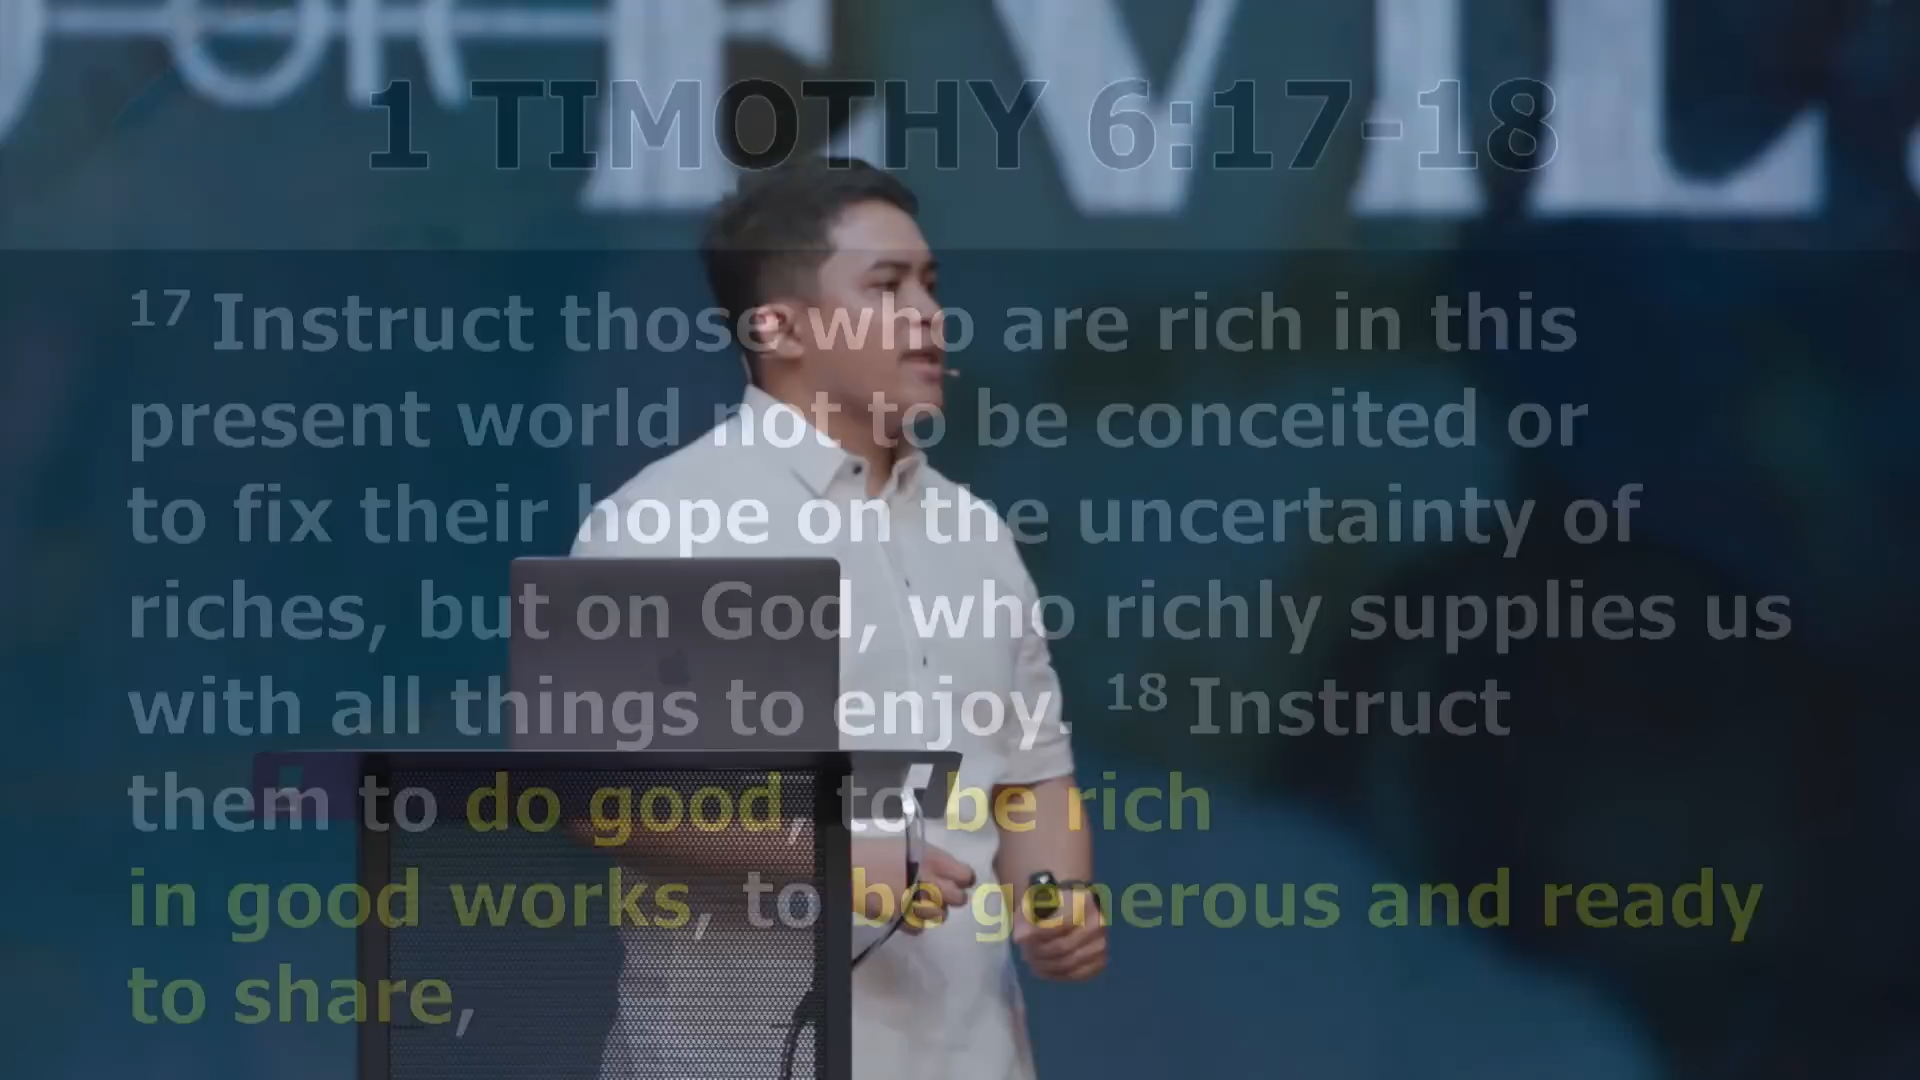 OR EVIL
1 TIMOTHY 6:17-18
17 Instruct those who are rich in this
present world not to be conceited or
to fix their hope on the uncertainty of
riches, but on God, who richly supplies us
with all things to enjoy. 18 Instruct
them to do good, to be rich
in good works, to be generous and ready
to share,